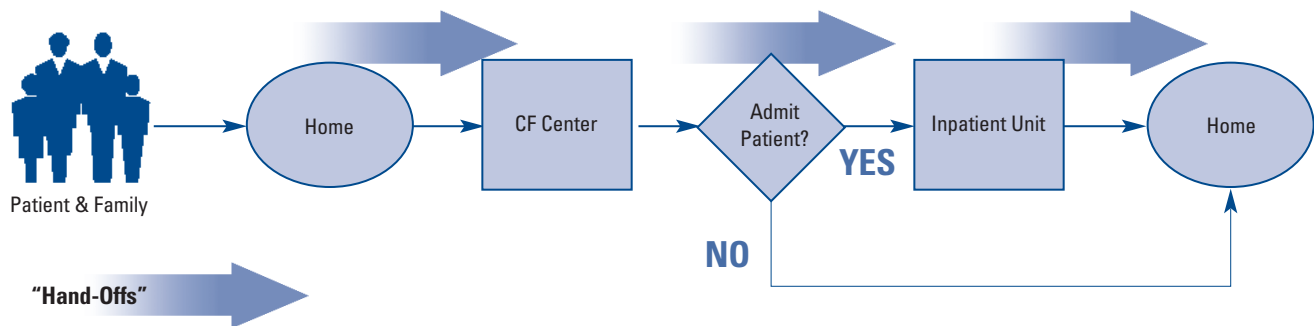 Patient & Family
Home
CF Center
Admit
Patient?
YES
NO
Inpatient Unit
Home
“Hand-Offs”